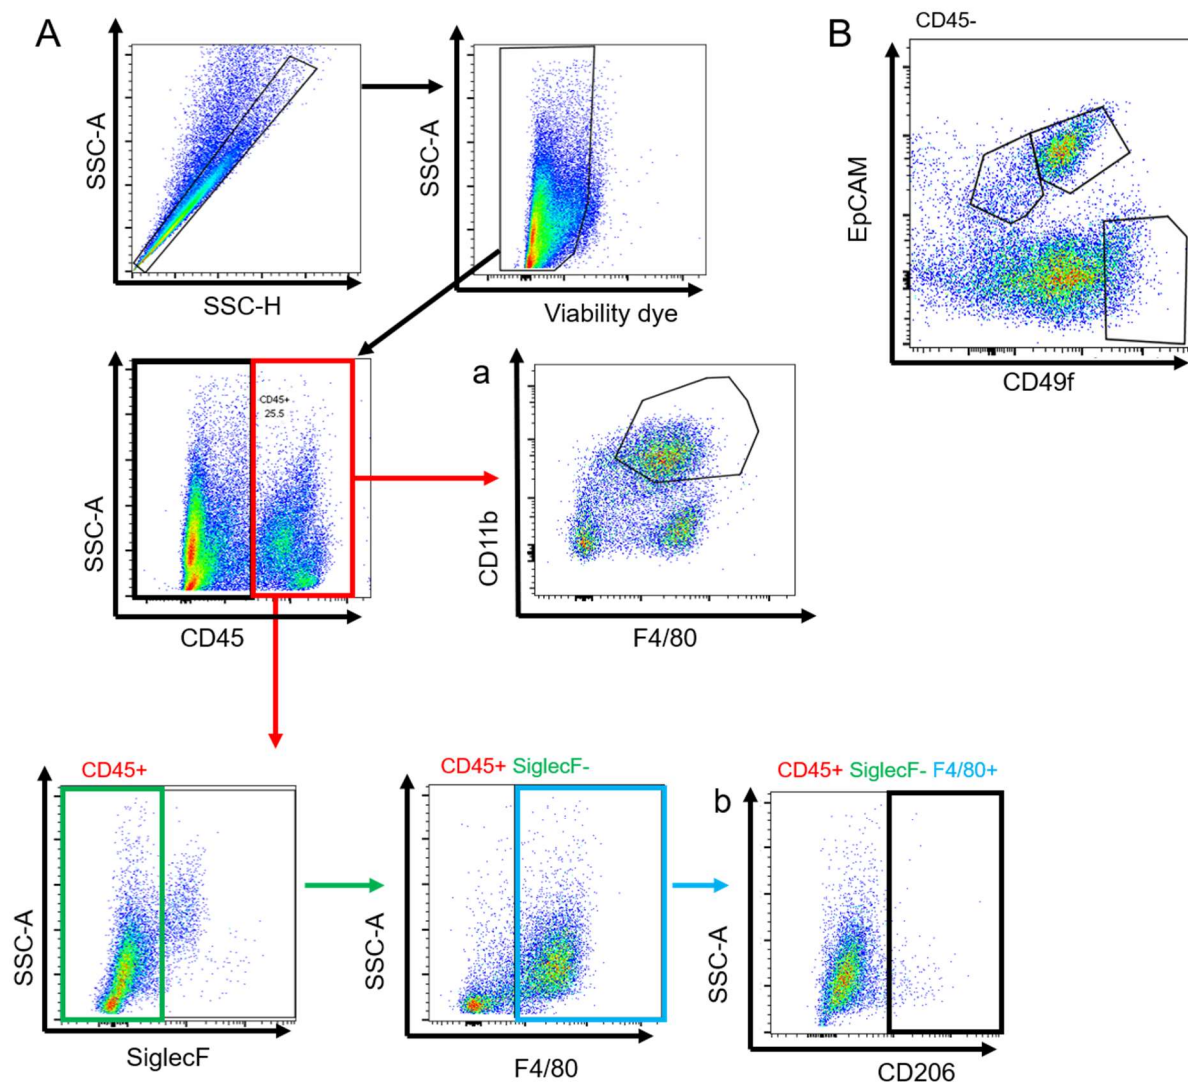 A
SSC-A
SSC-H
SSC-A
Viability dye
B
CD45-
EpCAM
CD49f
SSC-A
CD45+
25.5
CD45
a
CD11b
F4/80
CD45+
SSC-A
SiglecF
CD45+ SiglecF-
SSC-A
F4/80
CD45+ SiglecF- F4/80+
b
SSC-A
CD206